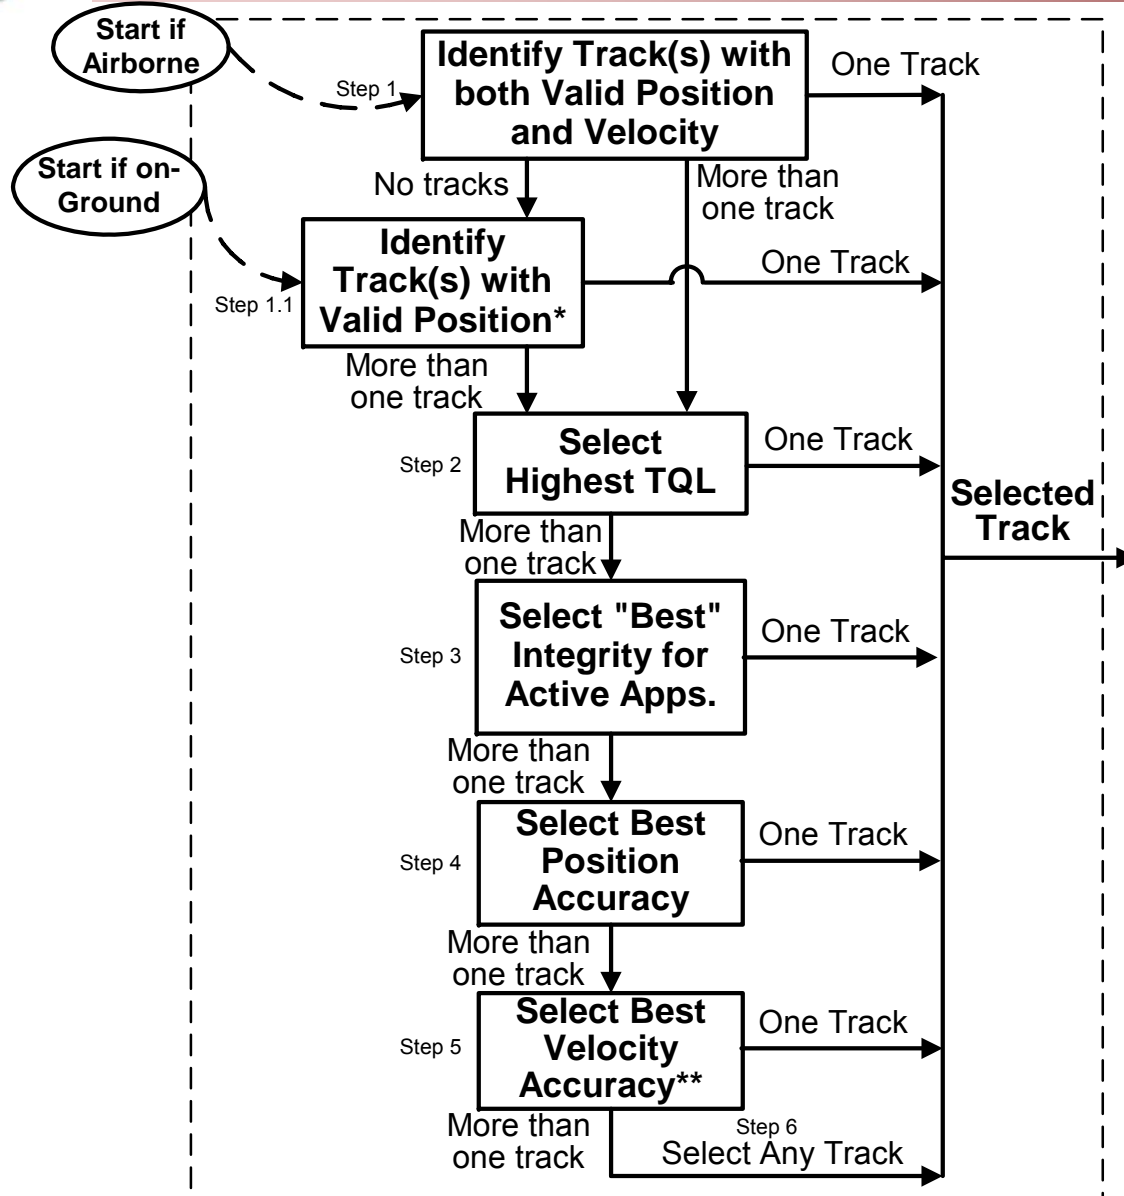 Start if
Airborne
Step 1
Identify Track(s) with
both Valid Position
and Velocity
One Track
Start if on-
Ground
No tracks
More than
one track
Step 1.1
Identify
Track(s) with
Valid Position*
One Track
More than
one track
Step 2
Select
Highest TQL
One Track
Selected
Track
More than
one track
Step 3
Select "Best"
Integrity for
Active Apps.
One Track
More than
one track
Step 4
Select Best
Position
Accuracy
One Track
More than
one track
Step 5
Select Best
Velocity
Accuracy**
One Track
More than
one track
Step 6
Select Any Track